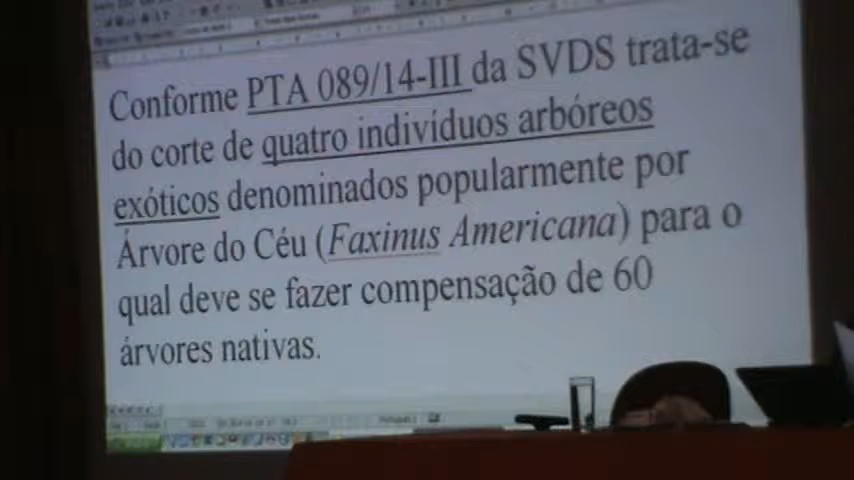 Conforme PTA 089/14-III da SVDS trata-se
do corte de quatro indivíduos arbóreos
exóticos denominados popularmente por
Árvore do Céu (Faxinus Americana) para o
qual deve se fazer compensação de 60
árvores nativas.